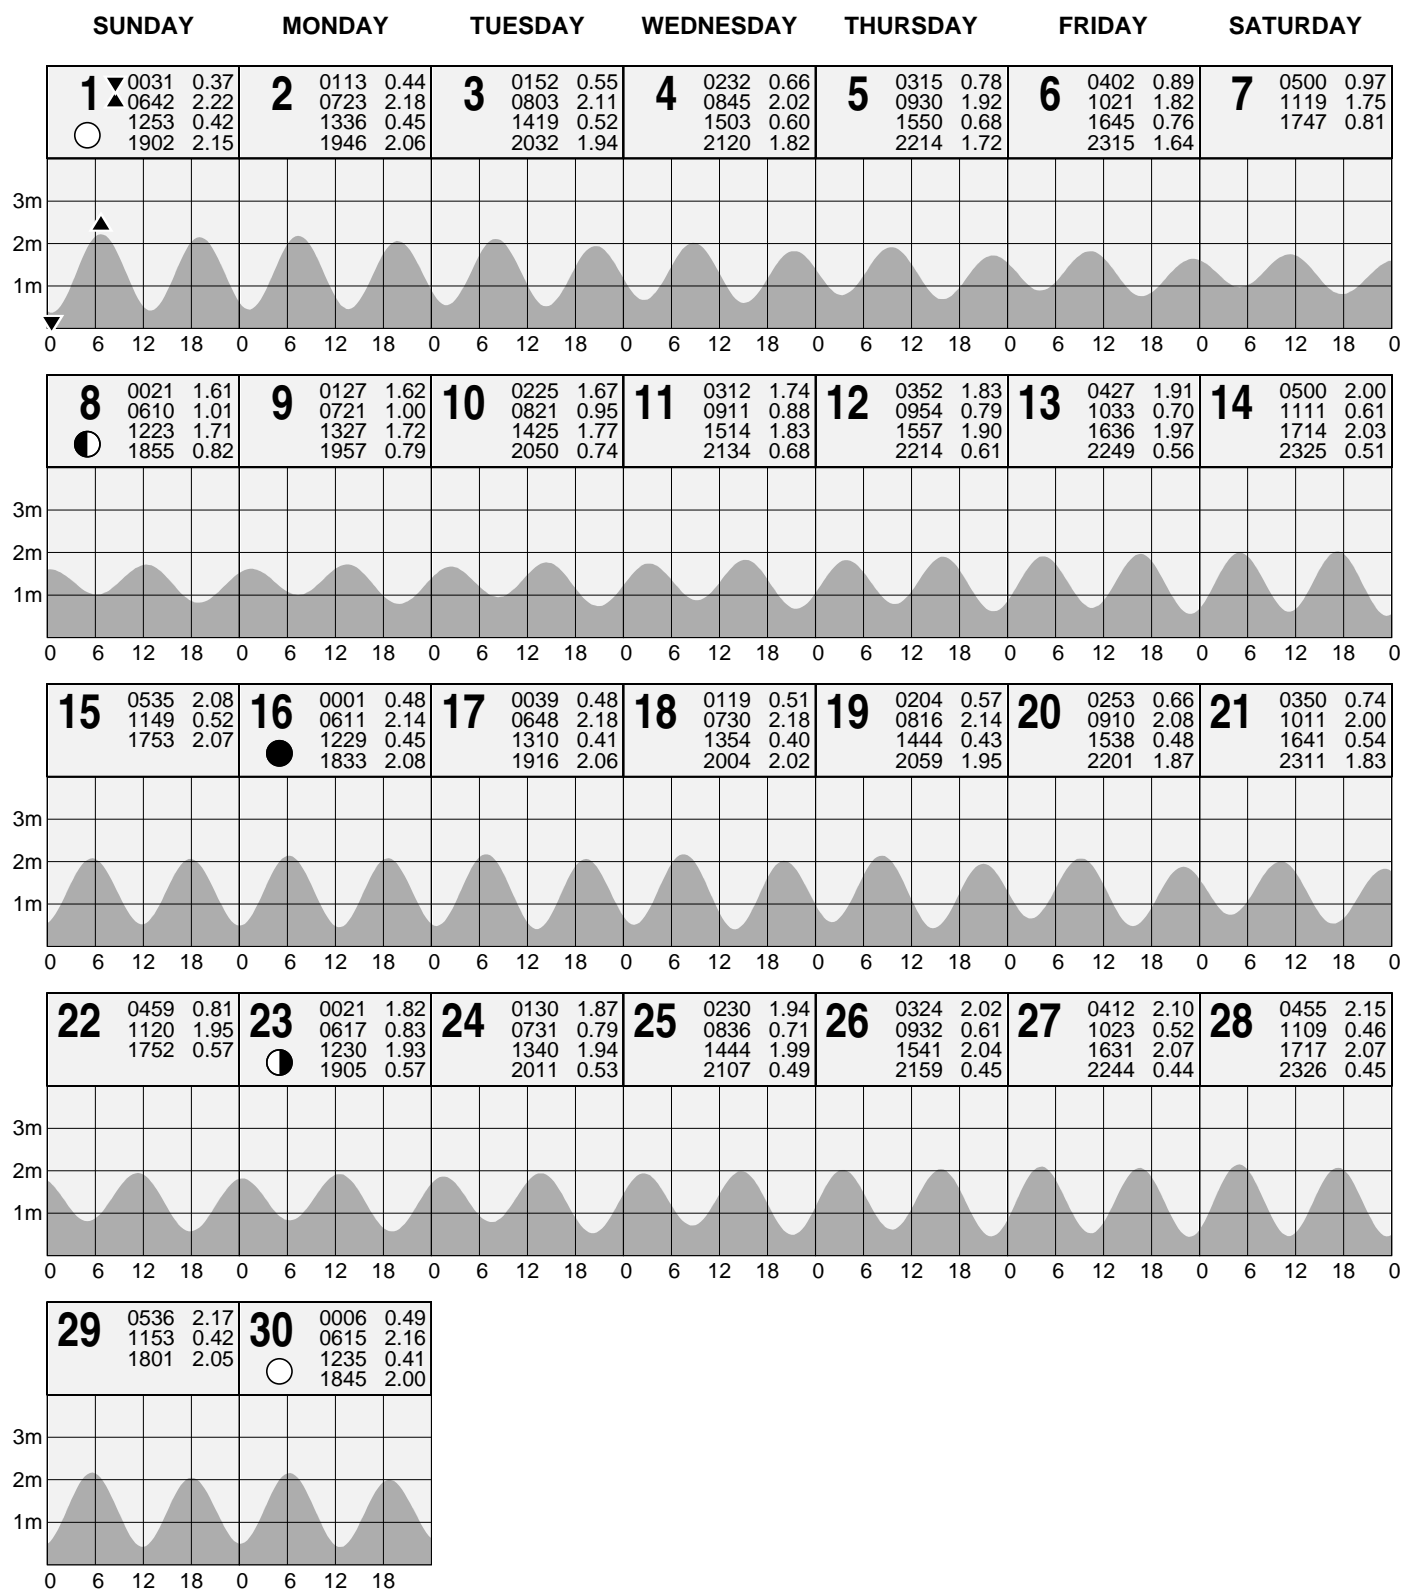 SUNDAY MONDAY TUESDAY WEDNESDAY THURSDAY FRIDAY SATURDAY
1 0031 0.37 2 0113 0.44 3 0152 0.55 4 0232 0.66 5 0315 0.78 6 0402 0.89 7 0500 0.97
0642 2.22 0723 2.18 0803 2.11 0845 2.02 0930 1.92 1021 1.82 1119 1.75
1253 0.42 1336 0.45 1419 0.52 1503 0.60 1550 0.68 1645 0.76 1747 0.81
1902 2.15 1946 2.06 2032 1.94 2120 1.82 2214 1.72 2315 1.64
3m
2m
1m
0 6 12 18 0 6 12 18 0 6 12 18 0 6 12 18 0 6 12 18 0 6 12 18 0 6 12 18 0
8 0021 1.61 9 0127 1.62 10 0225 1.67 11 0312 1.74 12 0352 1.83 13 0427 1.91 14 0500 2.00
0610 1.01 0721 1.00 0821 0.95 0911 0.88 0954 0.79 1033 0.70 1111 0.61
1223 1.71 1327 1.72 1425 1.77 1514 1.83 1557 1.90 1636 1.97 1714 2.03
1855 0.82 1957 0.79 2050 0.74 2134 0.68 2214 0.61 2249 0.56 2325 0.51
3m
2m
1m
0 6 12 18 0 6 12 18 0 6 12 18 0 6 12 18 0 6 12 18 0 6 12 18 0 6 12 18 0
15 0535 2.08 16 0001 0.48 17 0039 0.48 18 0119 0.51 19 0204 0.57 20 0253 0.66 21 0350 0.74
1149 0.52 0611 2.14 0648 2.18 0730 2.18 0816 2.14 0910 2.08 1011 2.00
1753 2.07 1229 0.45 1310 0.41 1354 0.40 1444 0.43 1538 0.48 1641 0.54
1833 2.08 1916 2.06 2004 2.02 2059 1.95 2201 1.87 2311 1.83
3m
2m
1m
0 6 12 18 0 6 12 18 0 6 12 18 0 6 12 18 0 6 12 18 0 6 12 18 0 6 12 18 0
22 0459 0.81 23 0021 1.82 24 0130 1.87 25 0230 1.94 26 0324 2.02 27 0412 2.10 28 0455 2.15
1120 1.95 0617 0.83 0731 0.79 0836 0.71 0932 0.61 1023 0.52 1109 0.46
1752 0.57 1230 1.93 1340 1.94 1444 1.99 1541 2.04 1631 2.07 1717 2.07
1905 0.57 2011 0.53 2107 0.49 2159 0.45 2244 0.44 2326 0.45
3m
2m
1m
0 6 12 18 0 6 12 18 0 6 12 18 0 6 12 18 0 6 12 18 0 6 12 18 0 6 12 18 0
29 0536 2.17 30 0006 0.49
1153 0.42 0615 2.16
1801 2.05 1235 0.41
1845 2.00
3m
2m
1m
0 6 12 18 0 6 12 18